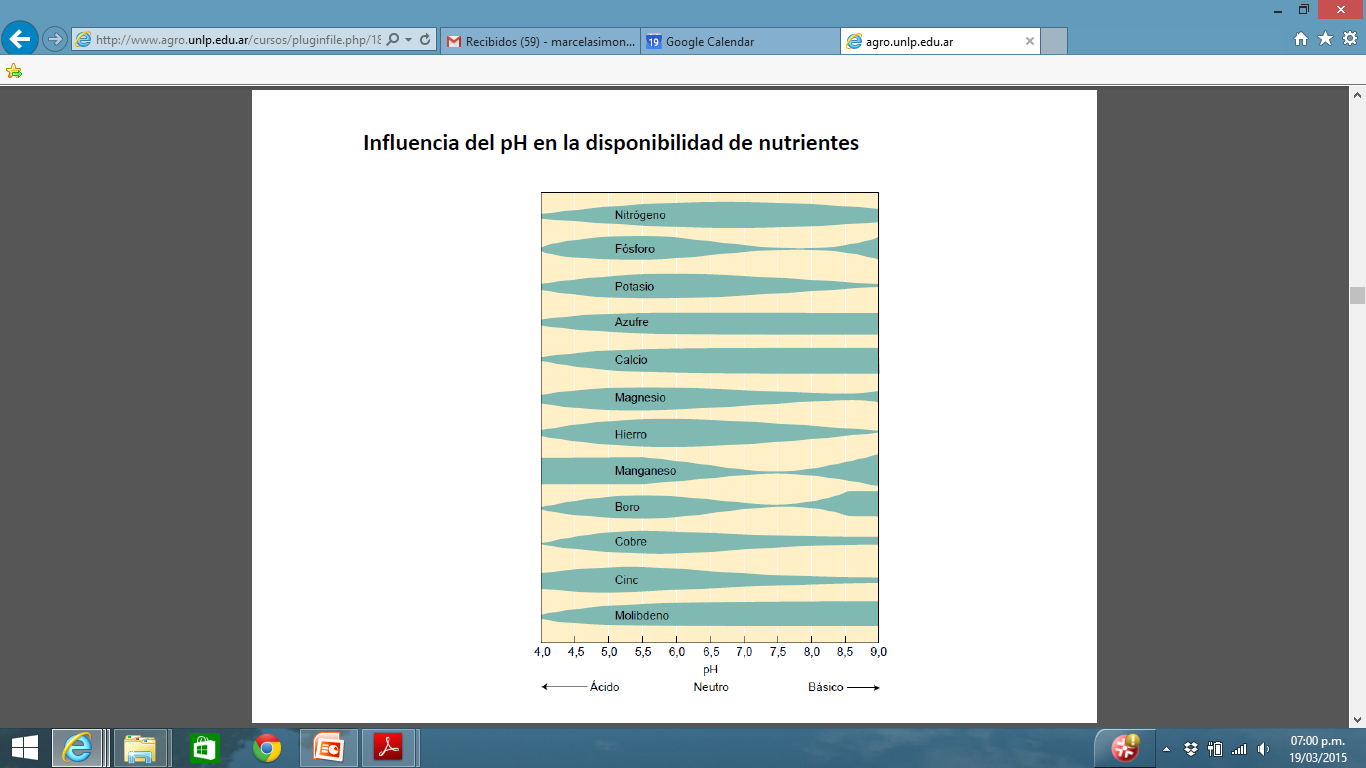 http://www.agro.unlp.edu.ar/cursos/pluginfile.php/18
Recibidos (59) - marcelasimon...
19 Google Calendar
agro.unlp.edu.ar
Influencia del pH en la disponibilidad de nutrientes
Nitrógeno
Fósforo
Potasio
Azufre
Calcio
Magnesio
Hierro
Manganeso
Boro
Cobre
Cinc
Molibdeno
4,0 4,5 5,0 5,5 6,0 6,5 7,0 7,5 8,0 8,5 9,0
pH
Ácido Neutro Básico
07:00 p.m.
19/03/2015